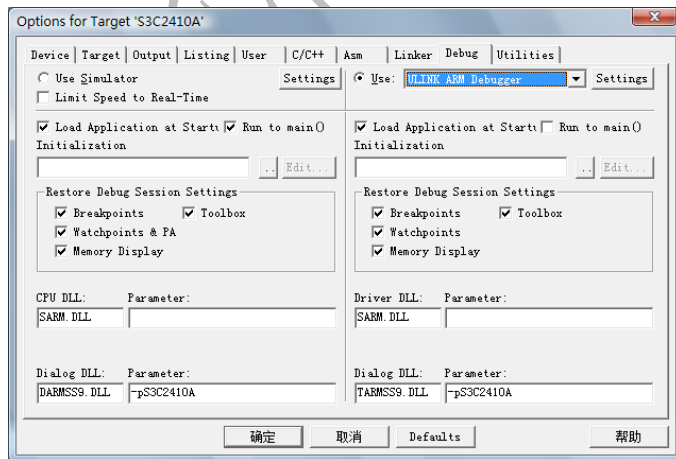 Options for Target 'S3C2410A'
Device Target Output Listing User C/C++ Asm Linker Debug Utilities
Use Simulator Settings Use: ULINK ARM Debugger Settings
Limit Speed to Real-Time
Load Application at Startı Run to main() Load Application at Startı Run to main()
Initialization Initialization
.. Edit... .. Edit...
Restore Debug Session Settings Restore Debug Session Settings
Breakpoints Toolbox Breakpoints Toolbox
Watchpoints & PA Watchpoints
Memory Display Memory Display
CPU DLL: Parameter: Driver DLL: Parameter:
SARM.DLL SARM.DLL
Dialog DLL: Parameter: Dialog DLL: Parameter:
DARMSS9.DLL -pS3C2410A TARMSS9.DLL -pS3C2410A
确定 取消 Defaults 帮助